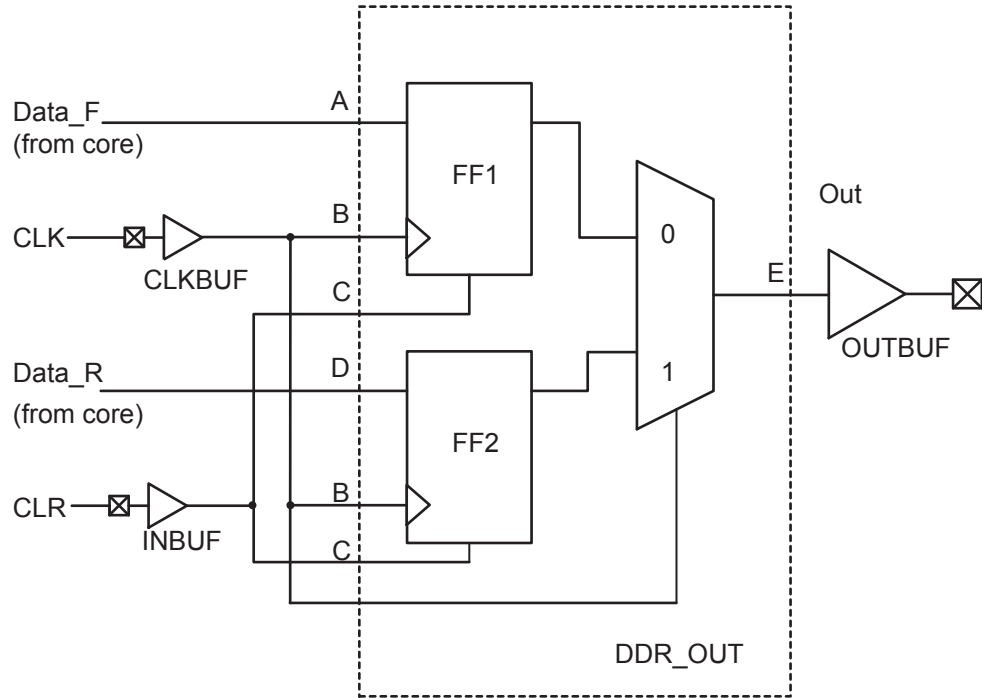 Data_F
(from core)
A
FF1
CLK
CLKBUF
B
C
0
Out
E
OUTBUF
Data_R
(from core)
D
1
FF2
CLR
INBUF
B
C
DDR_OUT